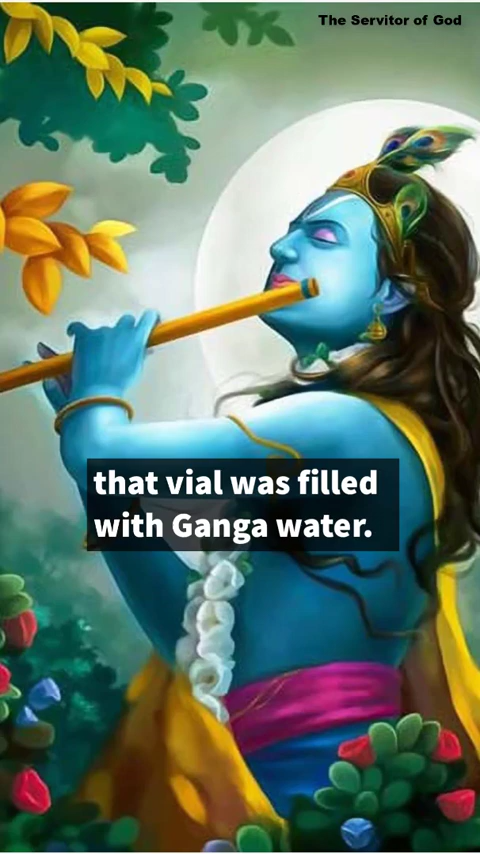 The Servitor of God
that vial was filled
with Ganga water.